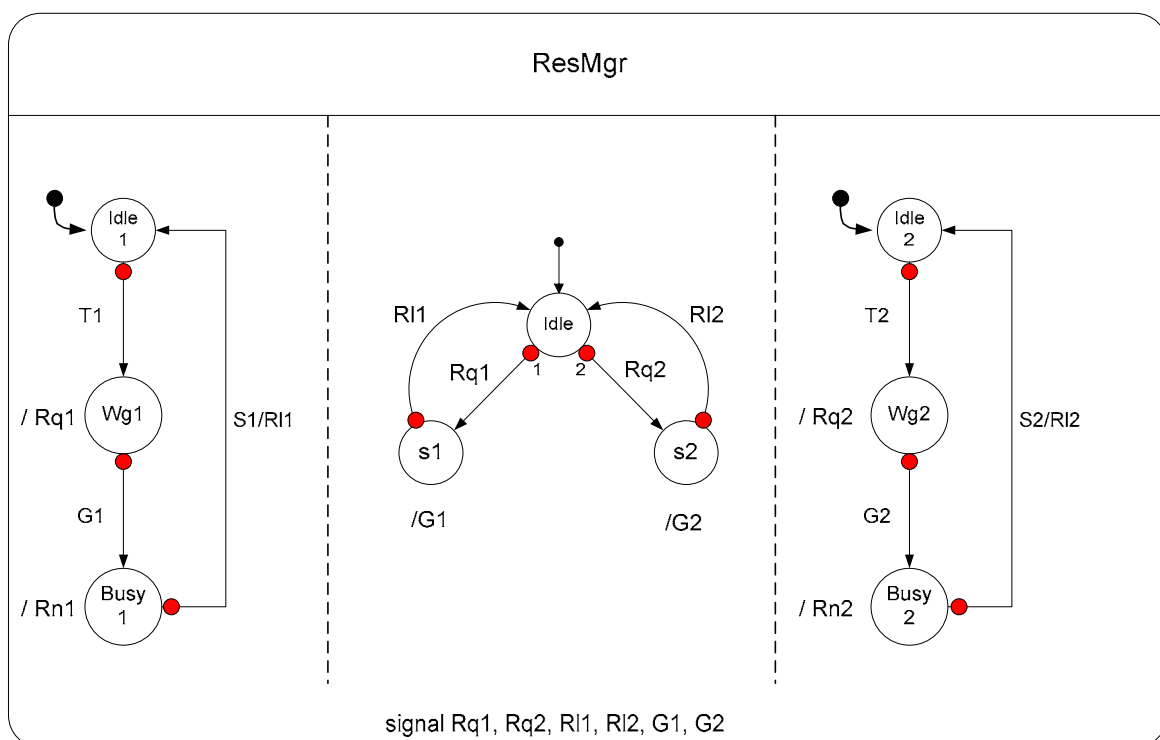 ResMgr
Idle
1
T1
/ Rq1
Wg1
S1/Rl1
G1
/ Rn1
Busy
1
Rl1
Idle
Rl2
Rq1
1
2
Rq2
s1
s2
/G1
/G2
Idle
2
T2
/ Rq2
Wg2
S2/Rl2
G2
/ Rn2
Busy
2
signal Rq1, Rq2, Rl1, Rl2, G1, G2